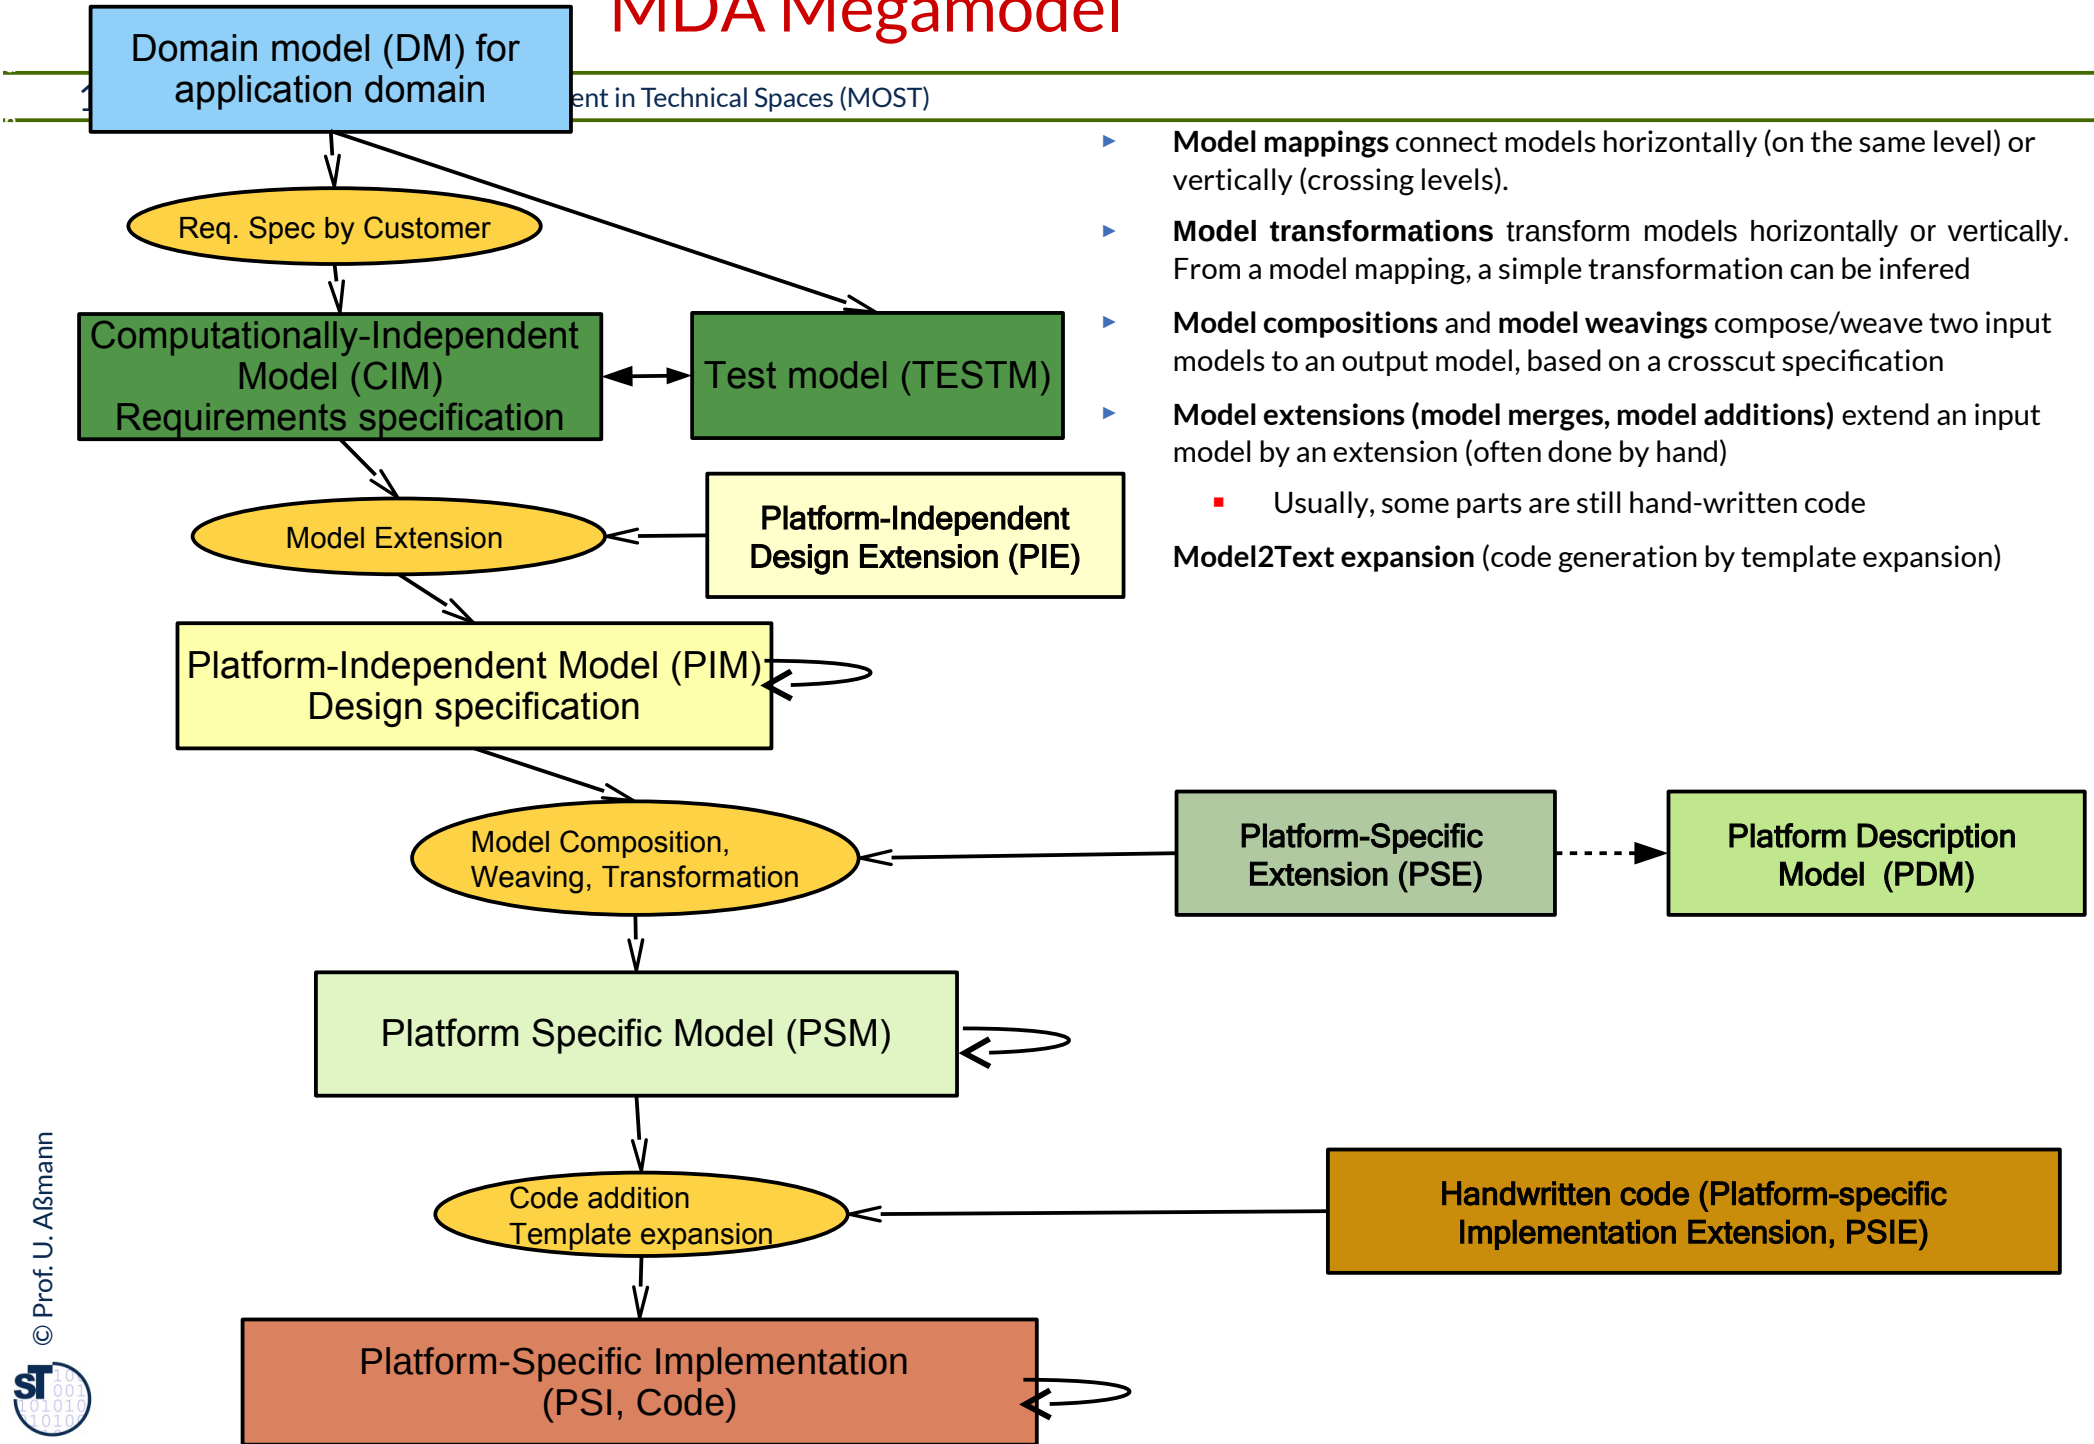 MDA Megamodel
Domain model (DM) for
application domain
ent in Technical Spaces (MOST)
Req. Spec by Customer
Computationally-Independent
Model (CIM)
Requirements specification
Test model (TESTM)
Model Extension
Platform-Independent
Design Extension (PIE)
Platform-Independent Model (PIM)
Design specification
Model Composition,
Weaving, Transformation
Platform-Specific
Extension (PSE)
Platform Description
Model (PDM)
Platform Specific Model (PSM)
Code addition
Template expansion
Handwritten code (Platform-specific
Implementation Extension, PSIE)
Platform-Specific Implementation
(PSI, Code)
► Model mappings connect models horizontally (on the same level) or
vertically (crossing levels).
► Model transformations transform models horizontally or vertically.
From a model mapping, a simple transformation can be infered
► Model compositions and model weavings compose/weave two input
models to an output model, based on a crosscut specification
► Model extensions (model merges, model additions) extend an input
model by an extension (often done by hand)
▪ Usually, some parts are still hand-written code
Model2Text expansion (code generation by template expansion)
© Prof. U. Aßmann
ST